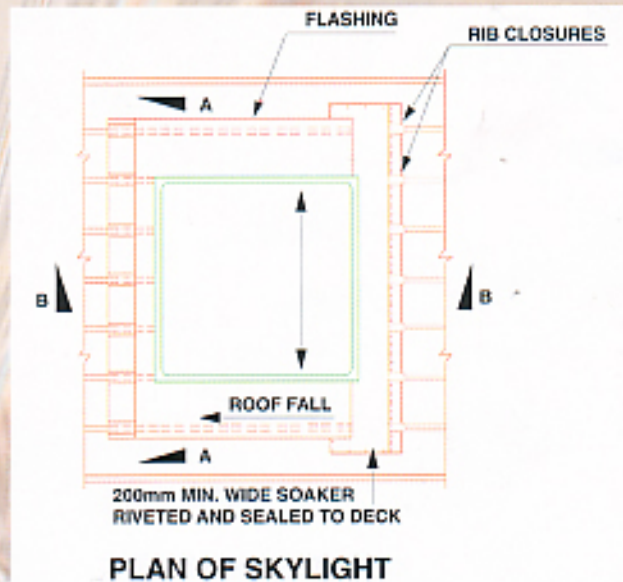 FLASHING
RIB CLOSURES
A
B
B
ROOF FALL
A
200mm MIN. WIDE SOAKER
RIVETED AND SEALED TO DECK
PLAN OF SKYLIGHT